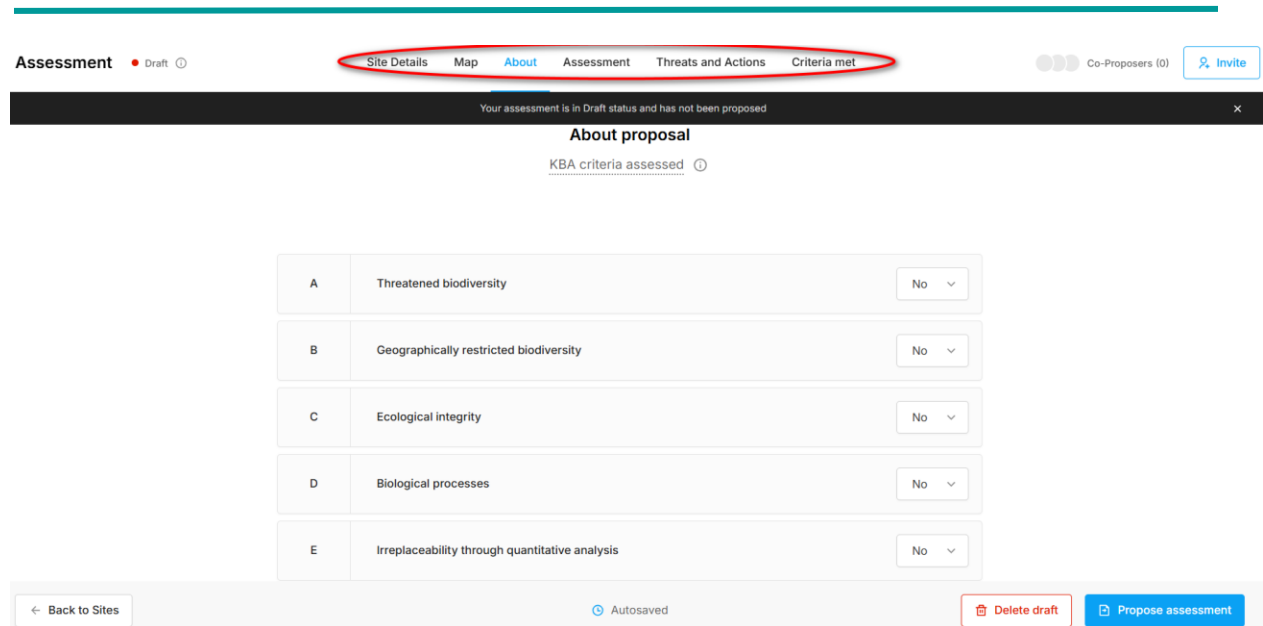 Assessment Draft Site Details Map About Assessment Threats and Actions Criteria met Co-Proposers (0) Invite
Your assessment is in Draft status and has not been proposed
About proposal
KBA criteria assessed
A Threatened biodiversity No
B Geographically restricted biodiversity No
C Ecological integrity No
D Biological processes No
E Irreplaceability through quantitative analysis No
Back to Sites Autosaved Delete draft Propose assessment